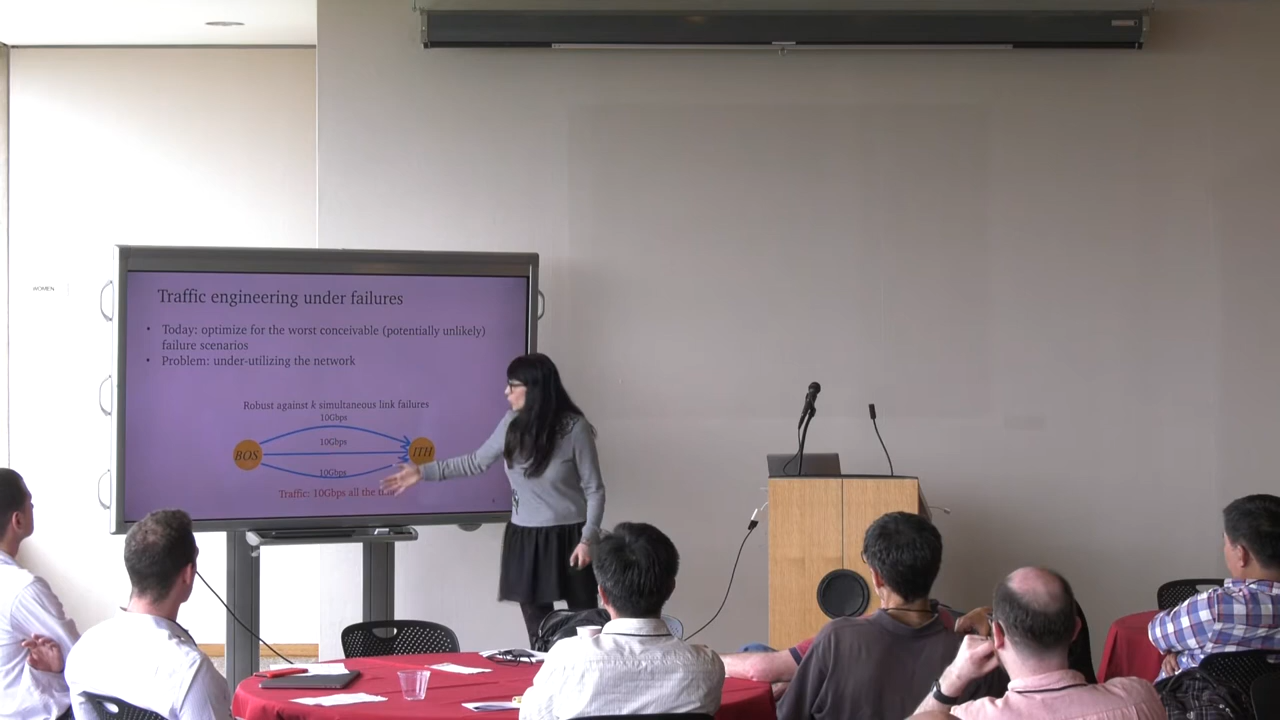 WOMEN
Traffic engineering under failures
• Today: optimize for the worst conceivable (potentially unlikely)
failure scenarios
• Problem: under-utilizing the network
Robust against k simultaneous link failures
10Gbps
10Gbps
BOS
ITH
10Gbps
Traffic: 10Gbps all the